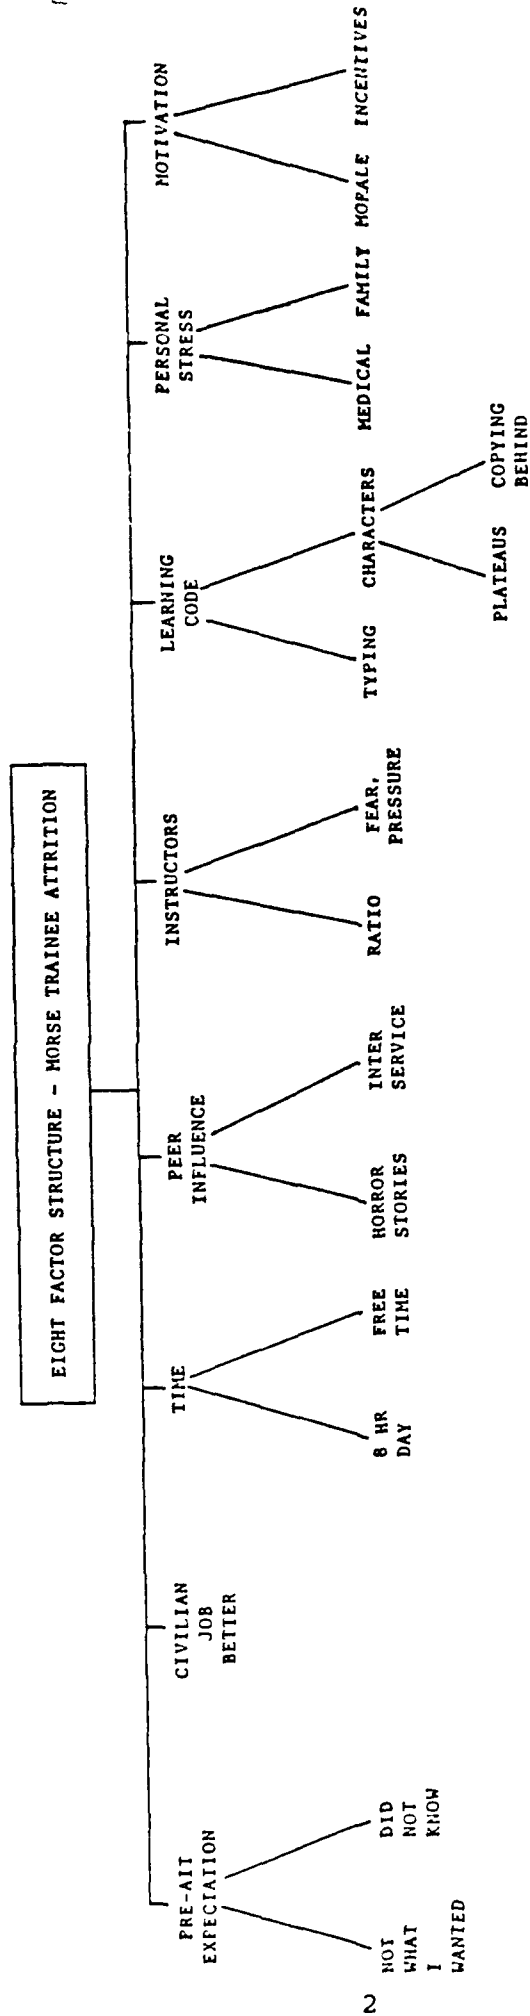 EIGHT FACTOR STRUCTURE - MORSE TRAINEE ATTRITION
PRE-AIT
EXPECIATION
NOT
WHAT
I
WANTED
DID
NOT
KNOW
CIVILIAN
JOB
BETTER
TIME
8 HR
DAY
FREE
TIME
PEER
INFLUENCE
HORROR
STORIES
INTER
SERVICE
INSTRUCTORS
RATIO
FEAR,
PRESSURE
LEARNING
CODE
TYPING
CHARACTERS
PLATEAUS
COPYING
BEHIND
PERSONAL
STRESS
MEDICAL
FAMILY
MOTIVATION
MORALE
INCENTIVES
2